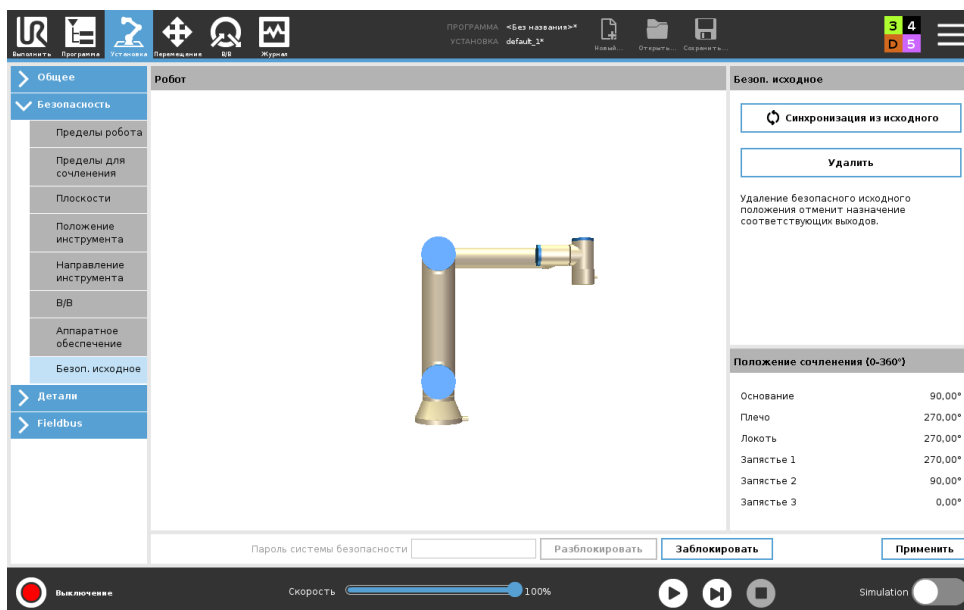 UR
ПРОГРАММА <Без названия>*
УСТАНОВКА default_1*
Выполнить Программа Установка Перемещение В/В Журнал
Новый... Открыть... Сохранить...
3 4
D 5
Общее
Безопасность
Пределы робота
Пределы для
сочленения
Плоскости
Положение
инструмента
Направление
инструмента
В/В
Аппаратное
обеспечение
Безоп. исходное
Детали
Fieldbus
Робот
Безоп. исходное
Синхронизация из исходного
Удалить
Удаление безопасного исходного
положения отменит назначение
соответствующих выходов.
Положение сочленения (0-360°)
Основание 90,00°
Плечо 270,00°
Локоть 270,00°
Запястье 1 270,00°
Запястье 2 90,00°
Запястье 3 0,00°
Пароль системы безопасности Разблокировать Заблокировать Применить
Выключение Скорость 100% Simulation